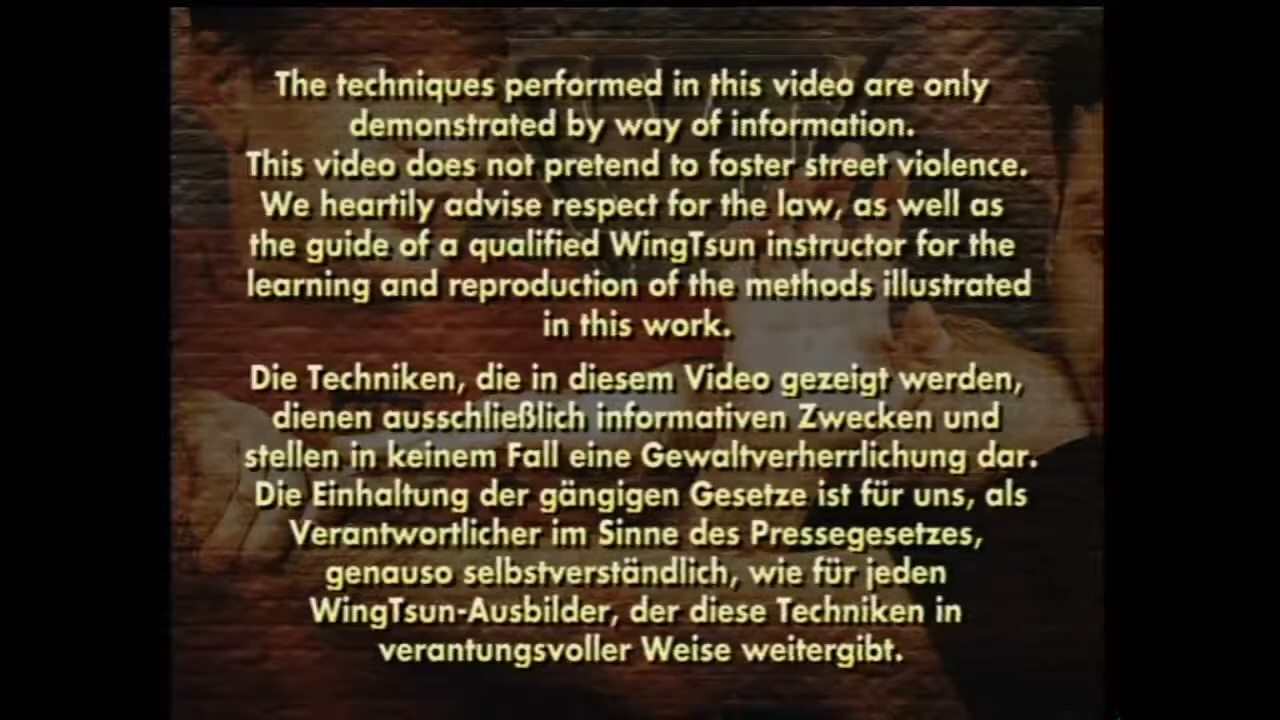 The techniques performed in this video are only
demonstrated by way of information.
This video does not pretend to foster street violence.
We heartily advise respect for the law, as well as
the guide of a qualified WingTsun instructor for the
learning and reproduction of the methods illustrated
in this work.
Die Techniken, die in diesem Video gezeigt werden,
dienen ausschließlich informativen Zwecken und
stellen in keinem Fall eine Gewaltverherrlichung dar.
Die Einhaltung der gängigen Gesetze ist für uns, als
Verantwortlicher im Sinne des Pressegesetzes,
genauso selbstverständlich, wie für jeden
WingTsun-Ausbilder, der diese Techniken in
verantungsvoller Weise weitergibt.